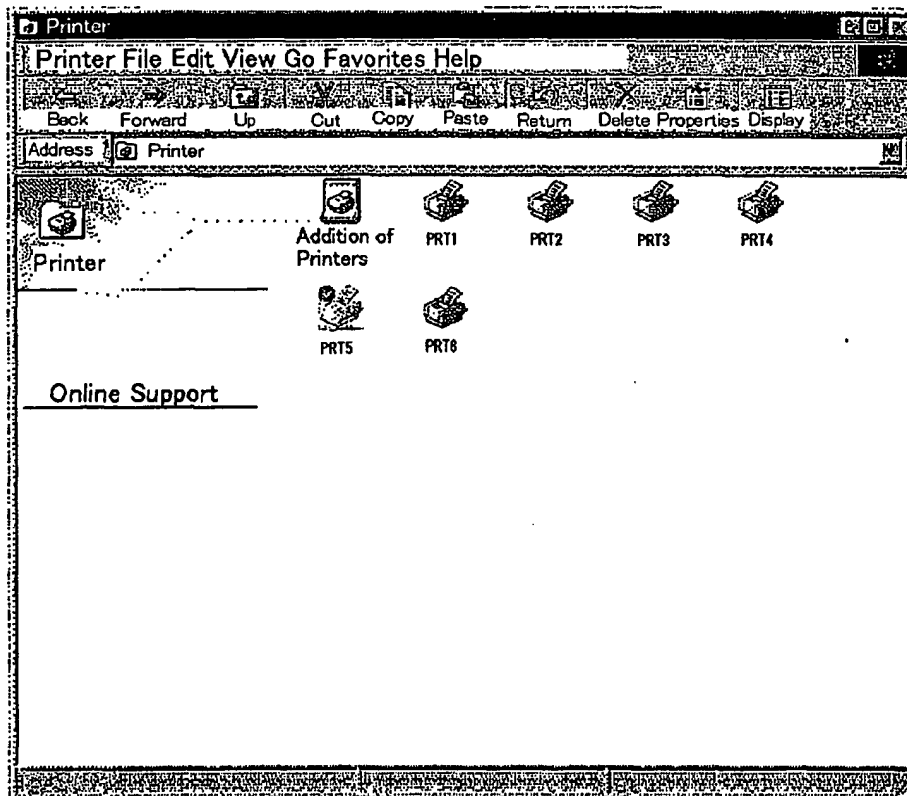 Printer
Printer File Edit View Go Favorites Help
Back Forward Up Cut Copy Paste Return Delete Properties Display
Address Printer
Printer
Addition of Printers
PRT1 PRT2 PRT3 PRT4
PRT5 PRT6
Online Support